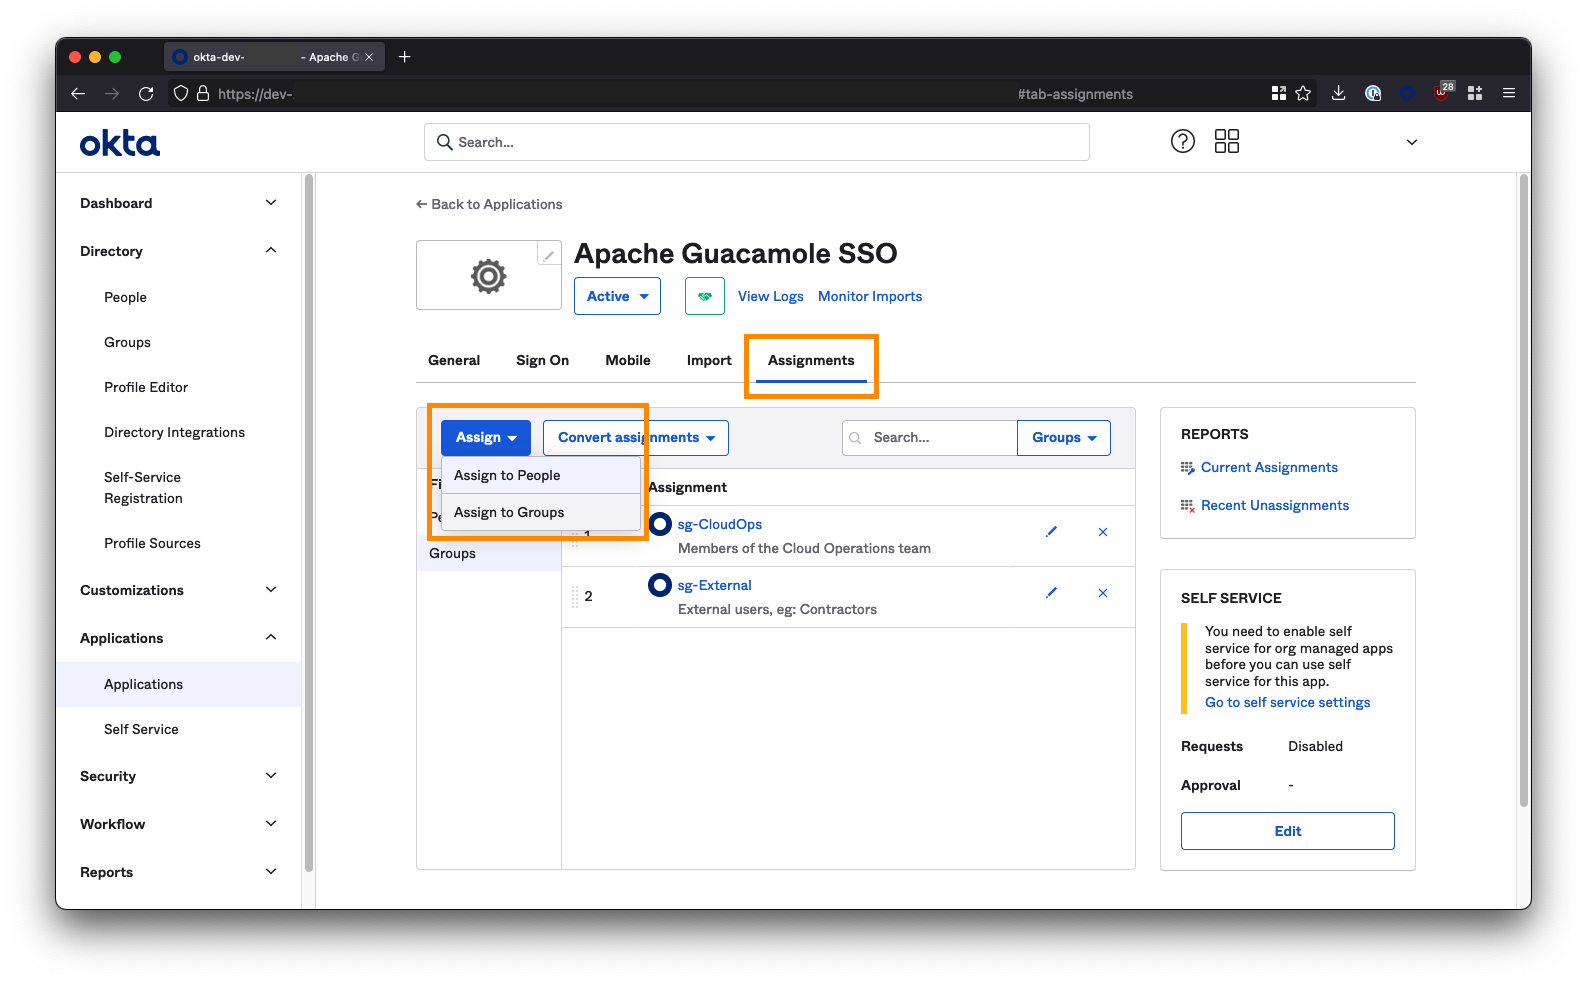 okta-dev- - Apache G
https://dev- #tab-assignments
28
okta
Search...
Dashboard
Directory
People
Groups
Profile Editor
Directory Integrations
Self-Service
Registration
Profile Sources
Customizations
Applications
Applications
Self Service
Security
Workflow
Reports
← Back to Applications
Apache Guacamole SSO
Active
View Logs
Monitor Imports
General
Sign On
Mobile
Import
Assignments
Assign
Convert assignments
Search...
Groups
Assign to People
Assign to Groups
Fi
Pe
Groups
Assignment
1
sg-CloudOps
Members of the Cloud Operations team
2
sg-External
External users, eg: Contractors
REPORTS
Current Assignments
Recent Unassignments
SELF SERVICE
You need to enable self
service for org managed apps
before you can use self
service for this app.
Go to self service settings
Requests Disabled
Approval -
Edit